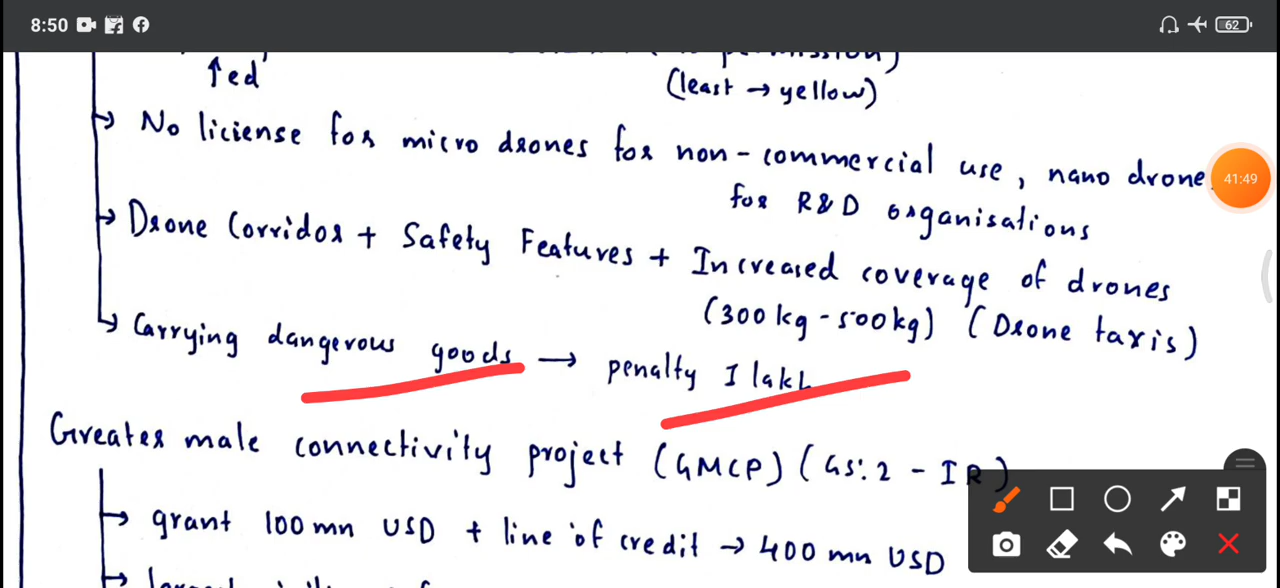 8:50
62
↑ed
(least → yellow)
→ No liciense for micro drones for non-commercial use, nano drone
for R&D organisations
41:49
→ Drone Corridor + Safety Features + Increased coverage of drones
(300 kg - 500 kg) (Drone taxis)
→ Carrying dangerous goods → penalty 1 lakh
Greater male connectivity project (GMCP) (GS:2 - IR)
→ grant 100 mn USD + line of credit → 400 mn USD